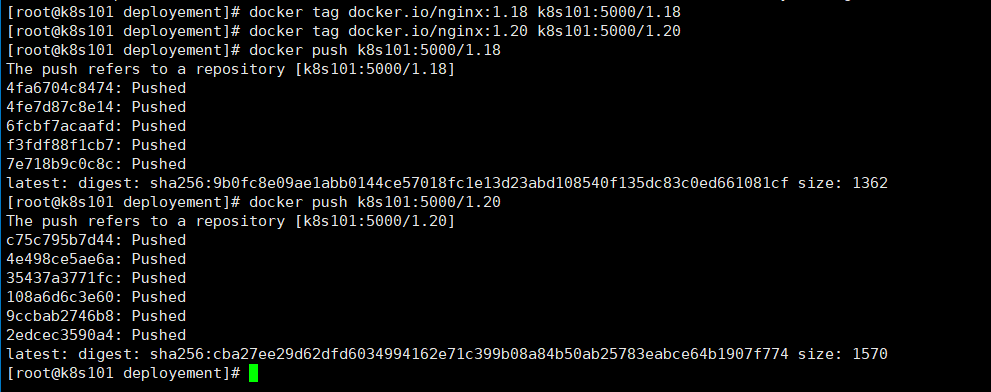 [root@k8s101 deployement]# docker tag docker.io/nginx:1.18 k8s101:5000/1.18
[root@k8s101 deployement]# docker tag docker.io/nginx:1.20 k8s101:5000/1.20
[root@k8s101 deployement]# docker push k8s101:5000/1.18
The push refers to a repository [k8s101:5000/1.18]
4fa6704c8474: Pushed
4fe7d87c8e14: Pushed
6fcbf7acaafd: Pushed
f3fdf88f1cb7: Pushed
7e718b9c0c8c: Pushed
latest: digest: sha256:9b0fc8e09ae1abb0144ce57018fc1e13d23abd108540f135dc83c0ed661081cf size: 1362
[root@k8s101 deployement]# docker push k8s101:5000/1.20
The push refers to a repository [k8s101:5000/1.20]
c75c795b7d44: Pushed
4e498ce5ae6a: Pushed
35437a3771fc: Pushed
108a6d6c3e60: Pushed
9ccbab2746b8: Pushed
2edcec3590a4: Pushed
latest: digest: sha256:cba27ee29d62dfd6034994162e71c399b08a84b50ab25783eabce64b1907f774 size: 1570
[root@k8s101 deployement]#